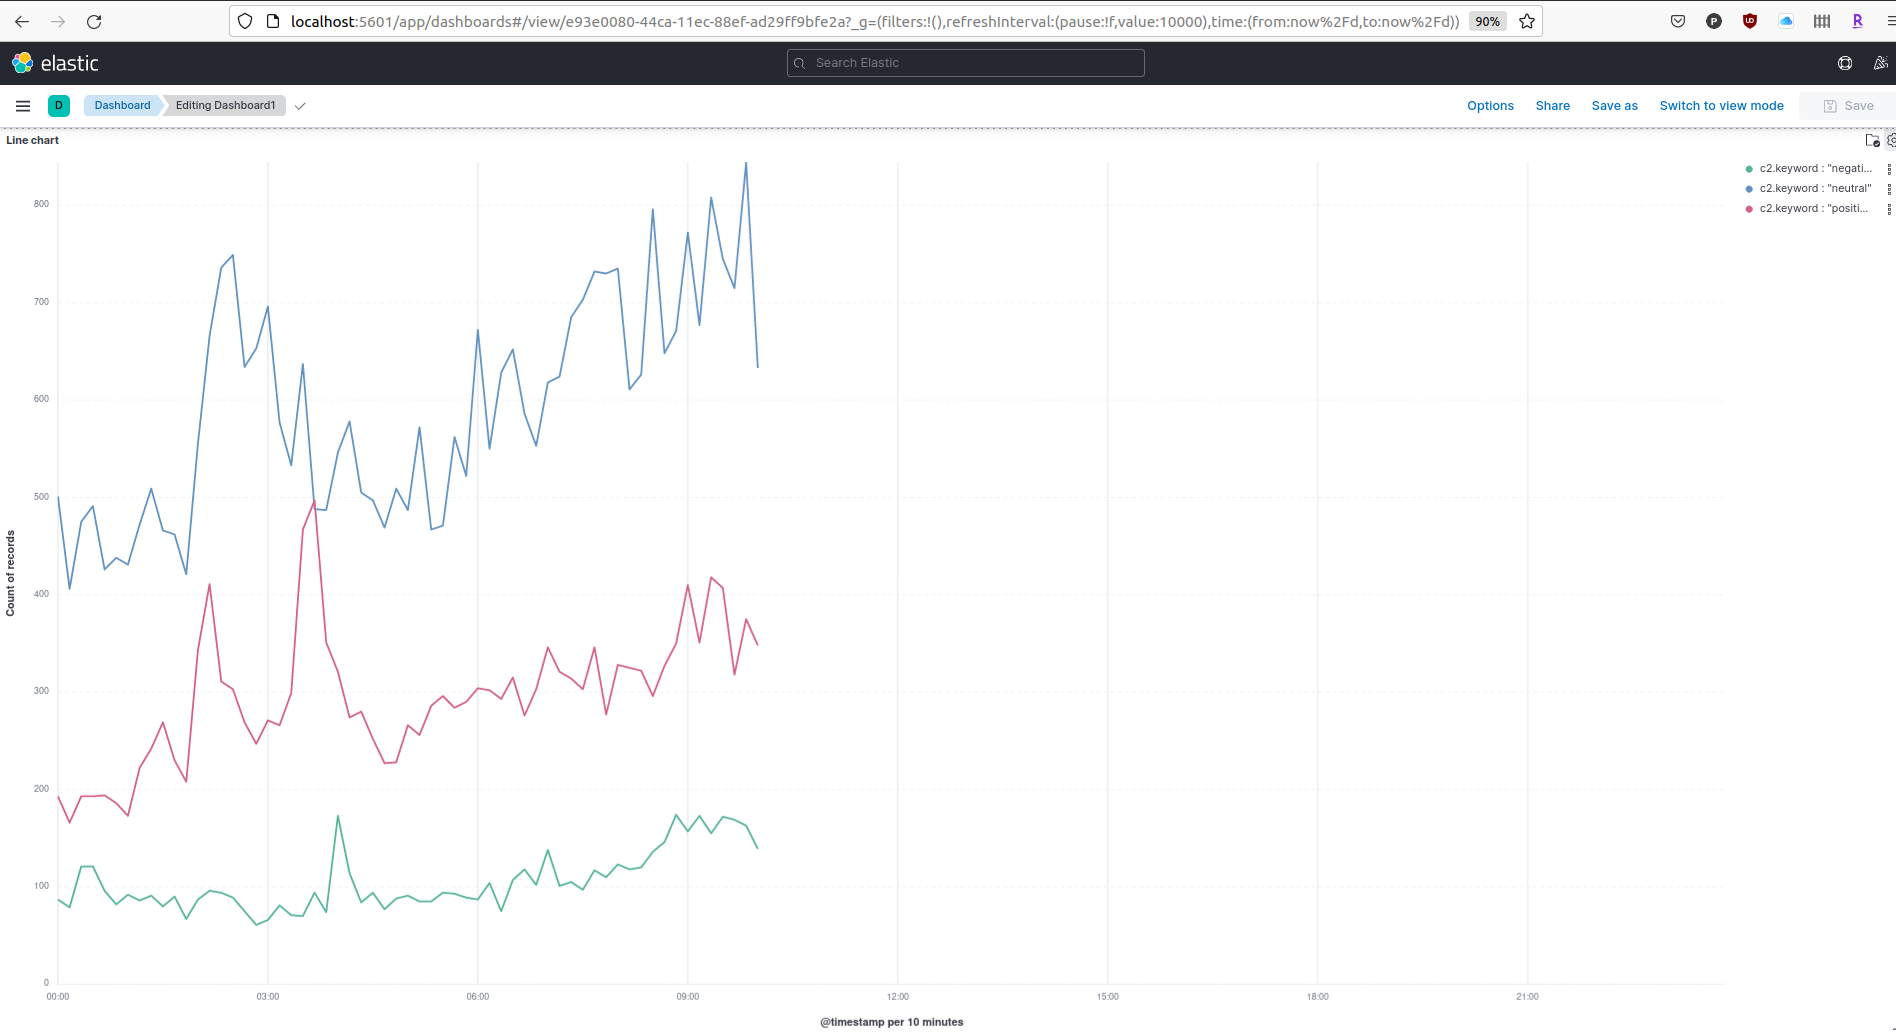 localhost:5601/app/dashboards#/view/e93e0080-44ca-11ec-88ef-ad29ff9bfe2a?_g=(filters:!(),refreshInterval:(pause:!f,value:10000),time:(from:now%2Fd,to:now%2Fd)) 90%
elastic Search Elastic
D Dashboard Editing Dashboard1 Options Share Save as Switch to view mode Save
Line chart
c2.keyword : "negati...
c2.keyword : "neutral"
c2.keyword : "positi...
800
700
600
500
400
300
200
100
0
Count of records
00:00 03:00 06:00 09:00 12:00 15:00 18:00 21:00
@timestamp per 10 minutes